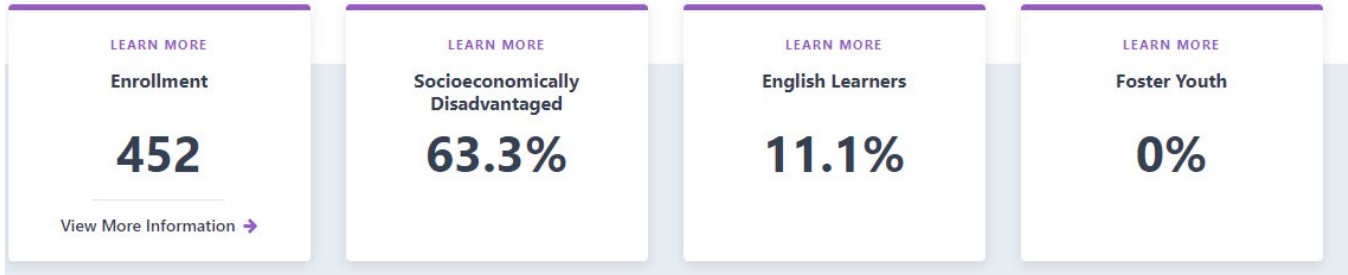 LEARN MORE
Enrollment
452
View More Information
LEARN MORE
Socioeconomically
Disadvantaged
63.3%
LEARN MORE
English Learners
11.1%
LEARN MORE
Foster Youth
0%